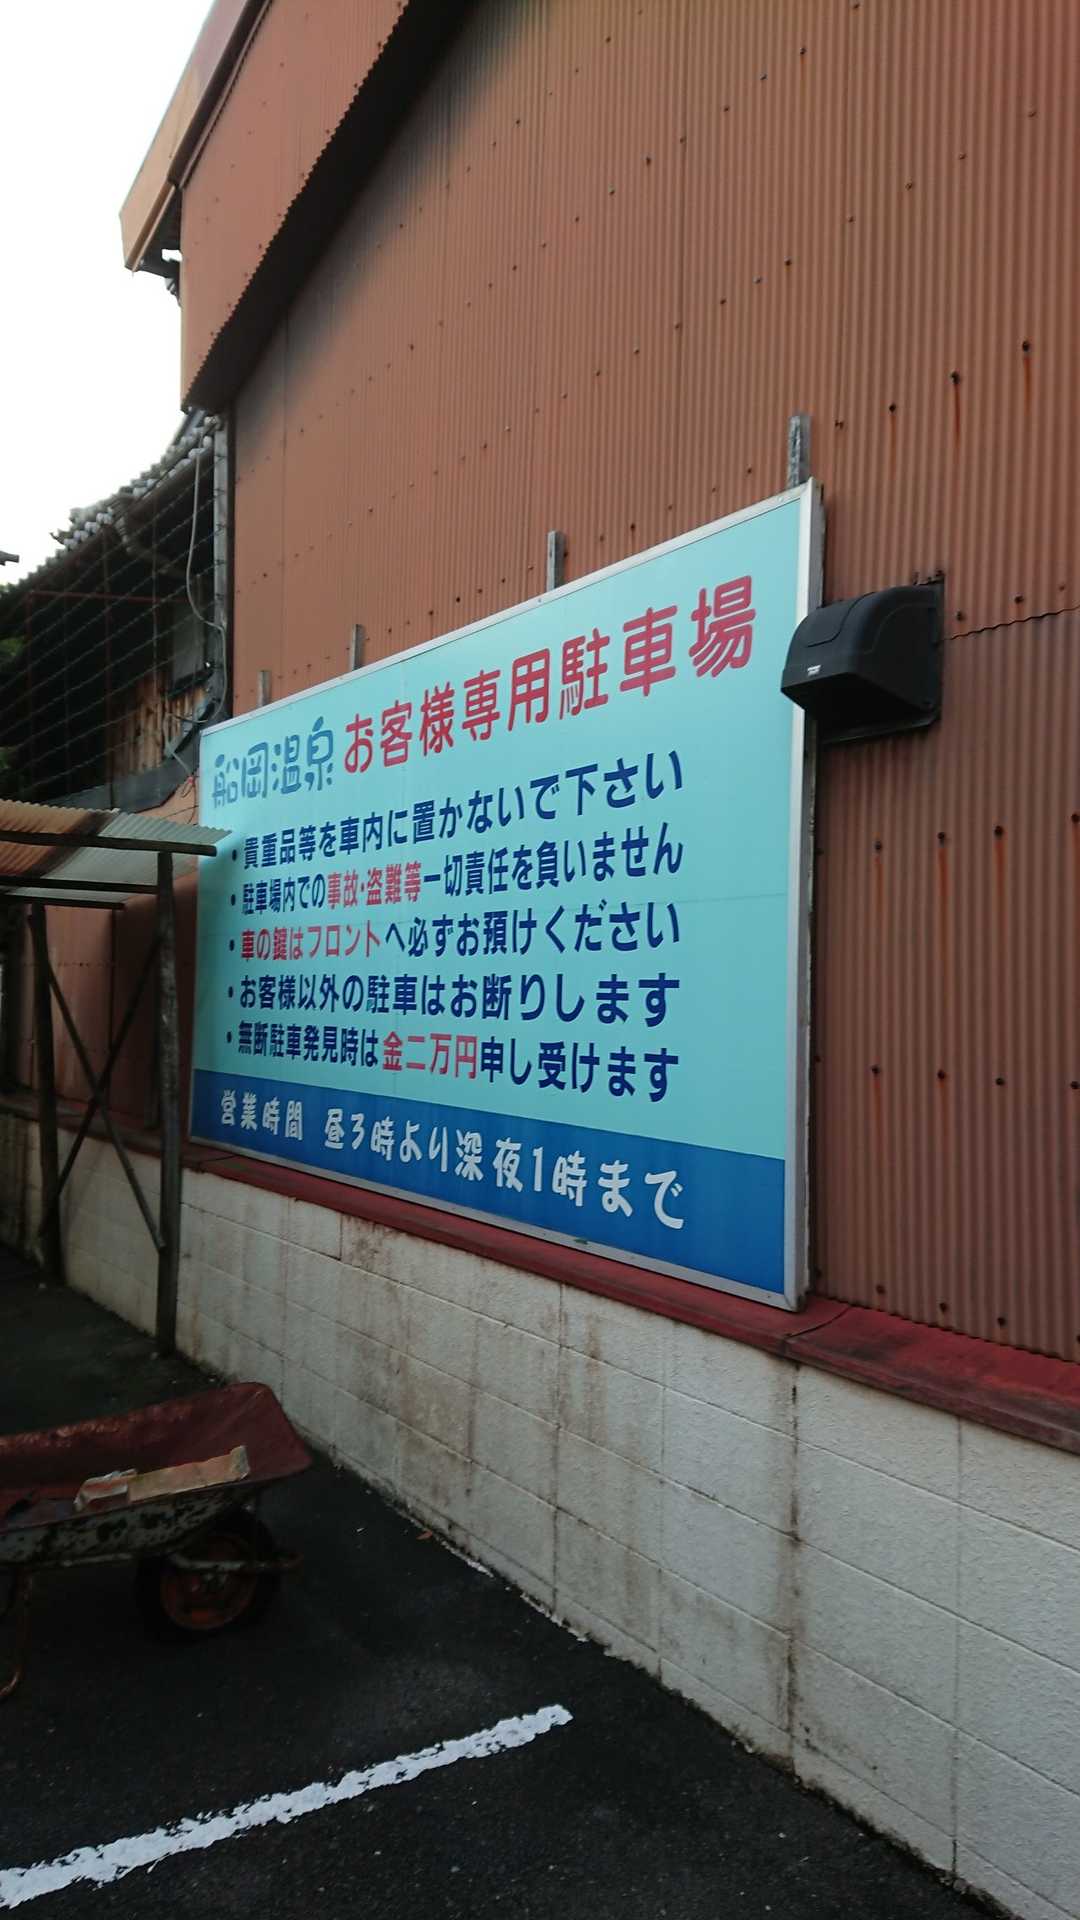 船岡温泉 お客様専用駐車場
・貴重品等を車内に置かないで下さい
・駐車場内での事故・盗難等一切責任を負いません
・車の鍵はフロントへ必ずお預けください
・お客様以外の駐車はお断りします
・無断駐車発見時は金二万円申し受けます
営業時間 昼3時より深夜1時まで